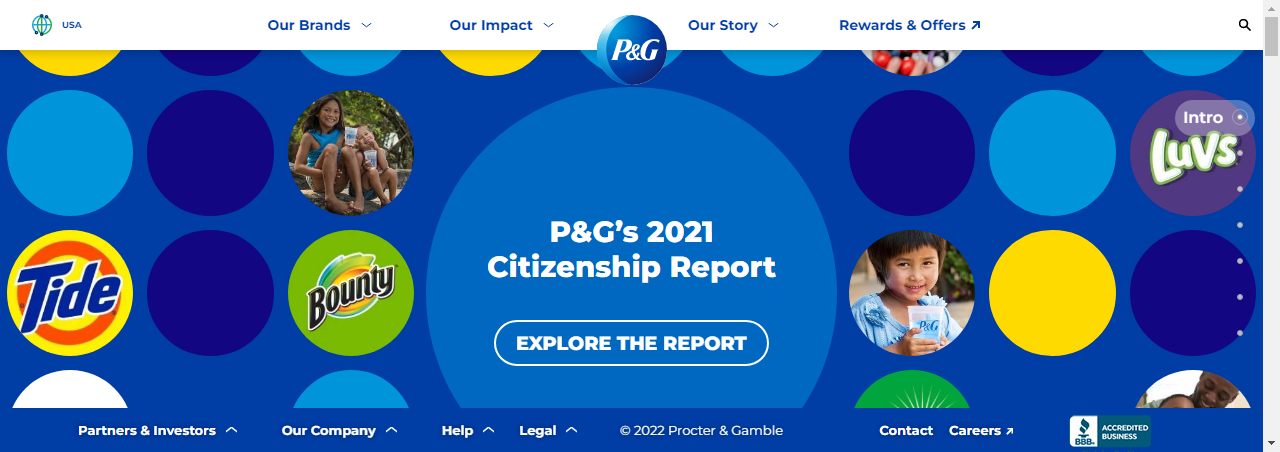 USA
Our Brands
Our Impact
P&G
Our Story
Rewards & Offers
Intro
Luvs
P&G's 2021
Citizenship Report
Tide
Bounty
P&G
EXPLORE THE REPORT
Partners & Investors
Our Company
Help
Legal
© 2022 Procter & Gamble
Contact
Careers
BBB.
ACCREDITED
BUSINESS